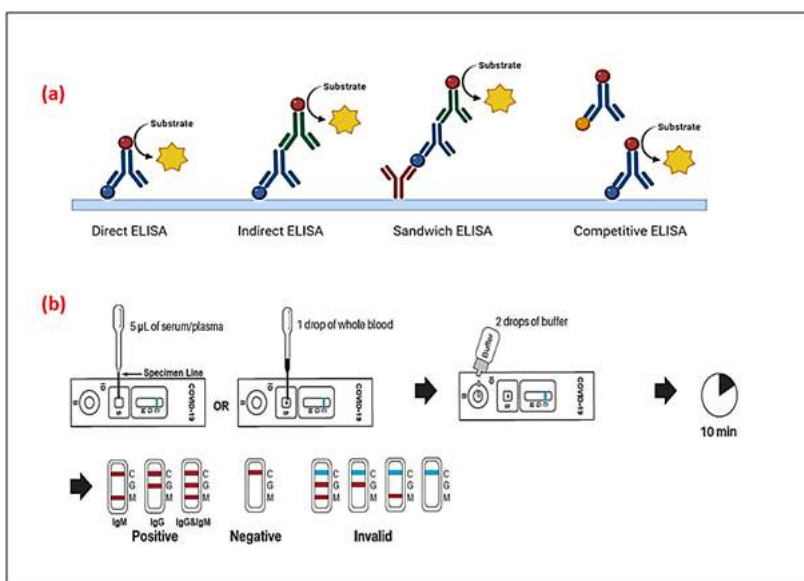 (a)
Substrate
Substrate
Substrate
Substrate
Direct ELISA
Indirect ELISA
Sandwich ELISA
Competitive ELISA
(b)
5 µL of serum/plasma
1 drop of whole blood
2 drops of buffer
Specimen Line
Buffer
COVID-19
OR
COVID-19
COVID-19
10 min
C
G
M
C
G
M
C
G
M
C
G
M
C
G
M
C
G
M
C
G
M
C
G
M
IgM
IgG
IgG&IgM
Positive
Negative
Invalid